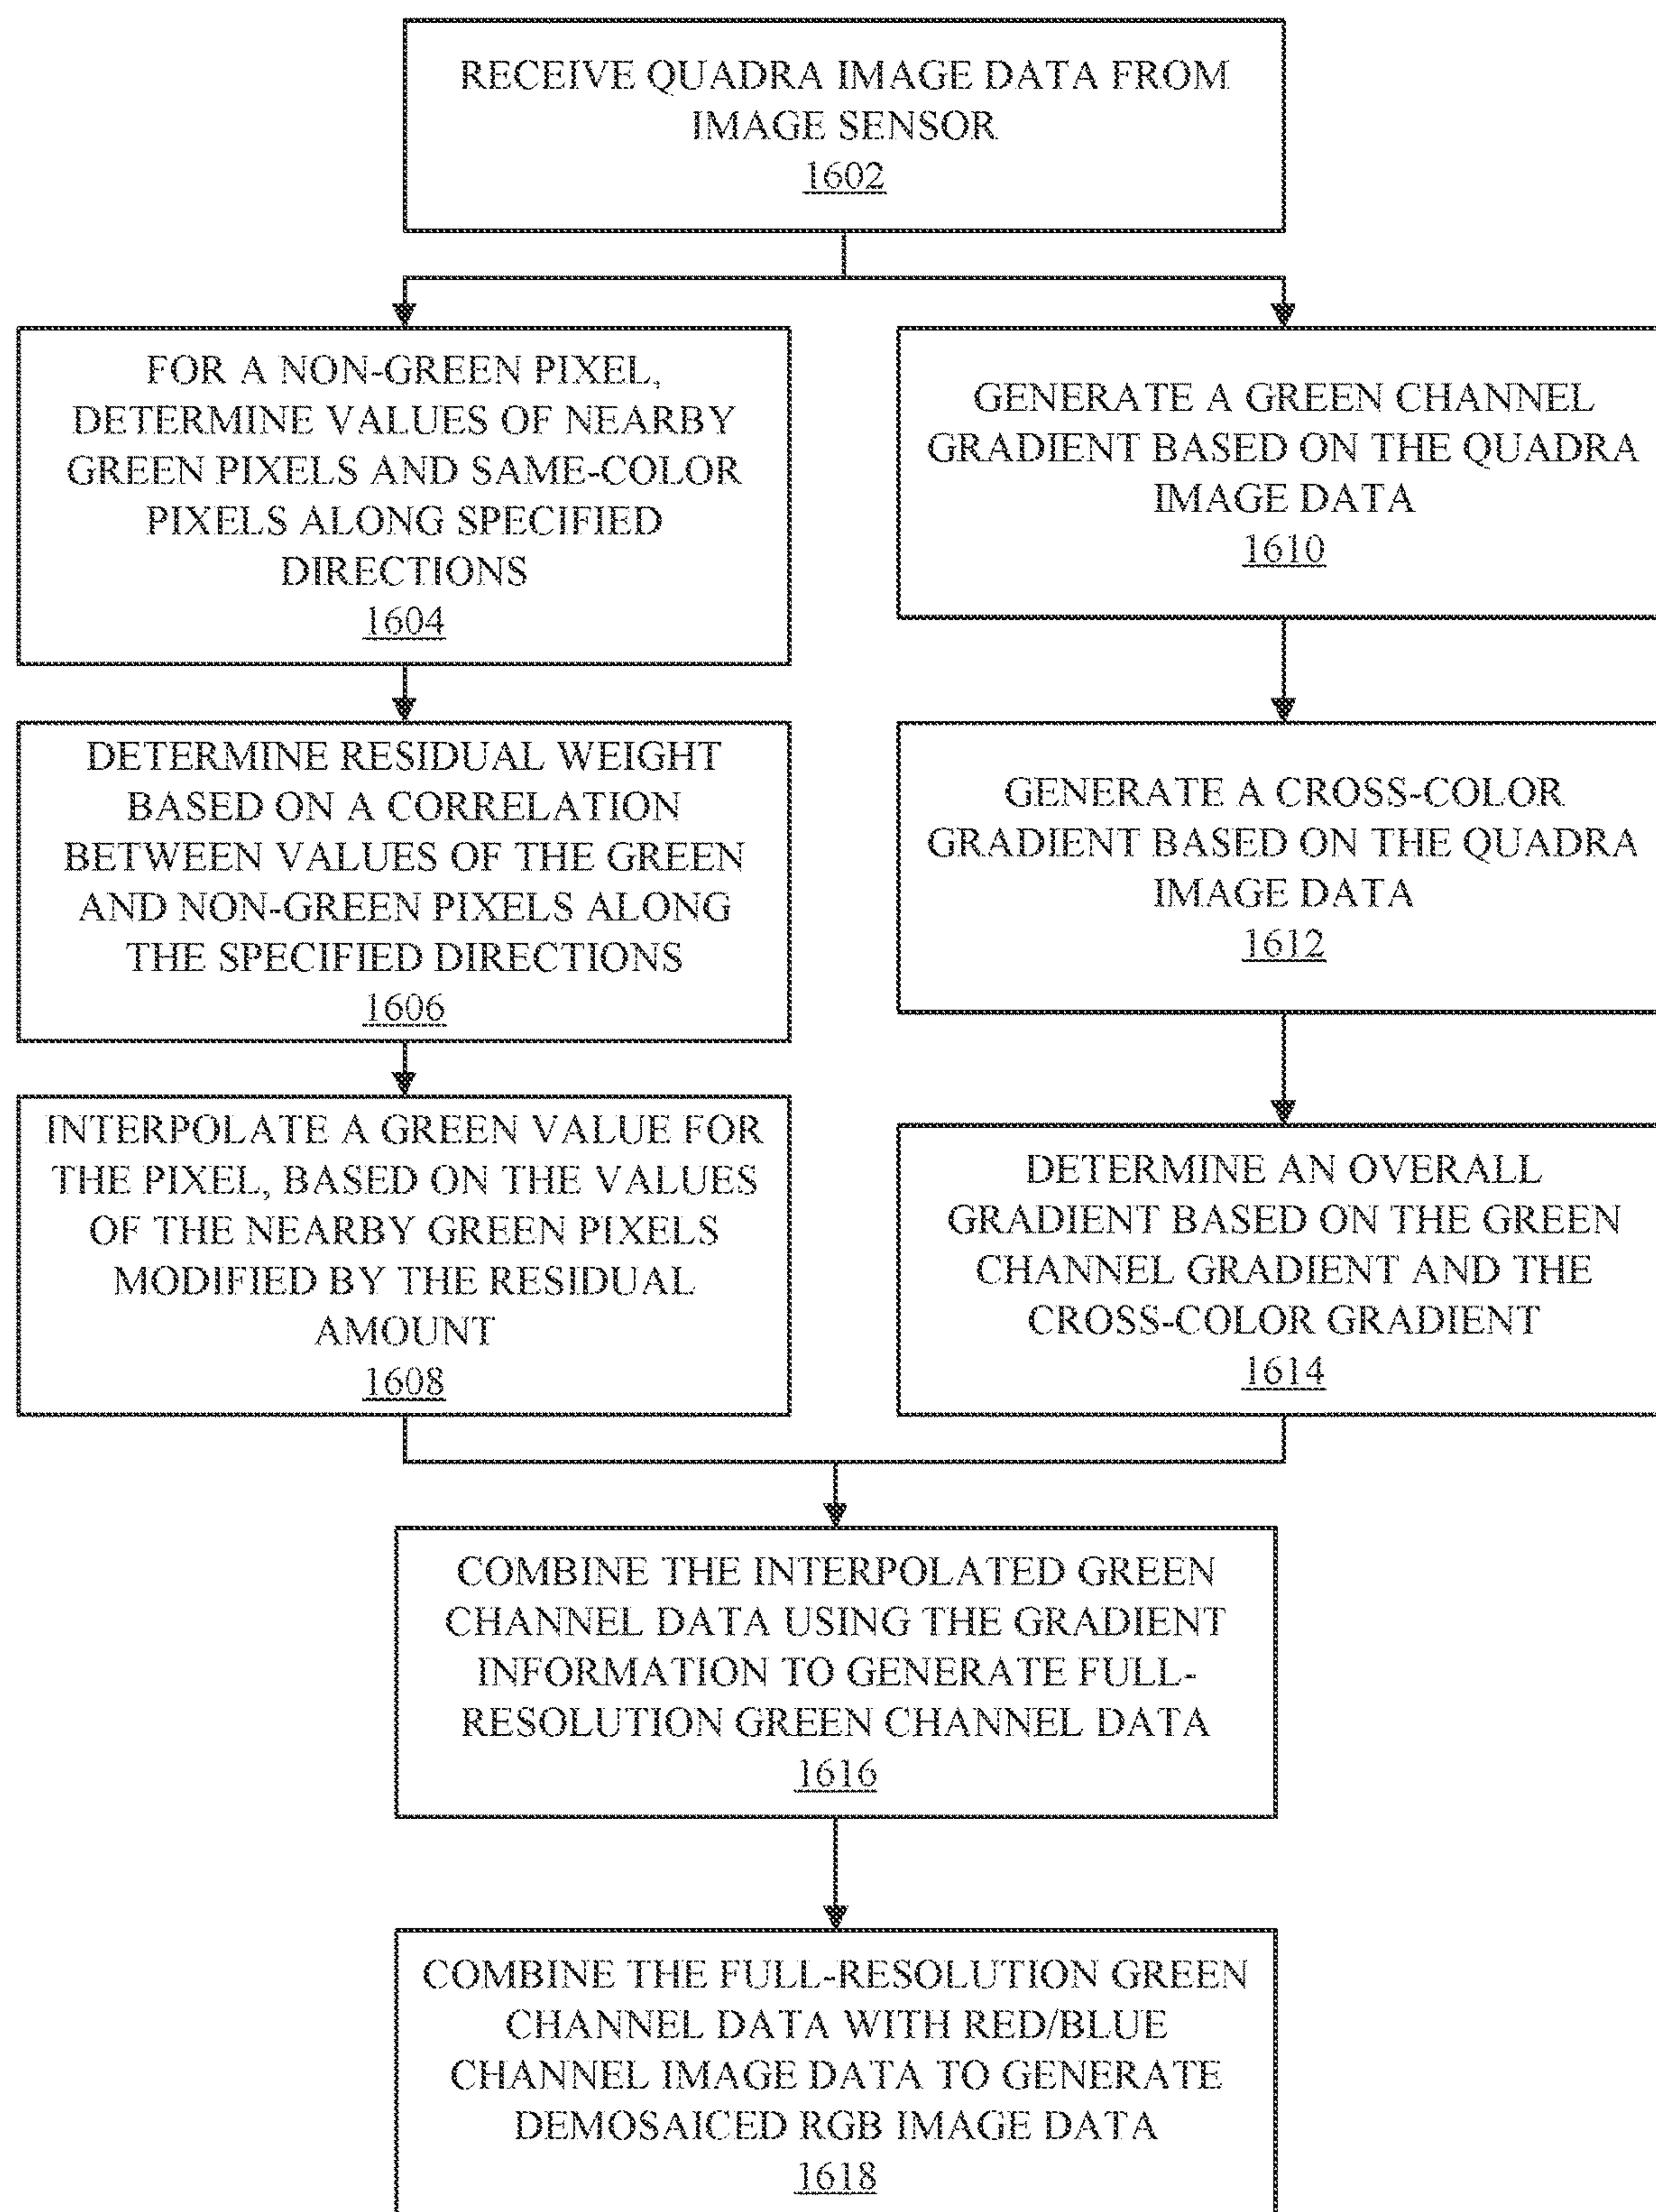 RECEIVE QUADRA IMAGE DATA FROM
IMAGE SENSOR
1602
FOR A NON-GREEN PIXEL,
DETERMINE VALUES OF NEARBY
GREEN PIXELS AND SAME-COLOR
PIXELS ALONG SPECIFIED
DIRECTIONS
1604
DETERMINE RESIDUAL WEIGHT
BASED ON A CORRELATION
BETWEEN VALUES OF THE GREEN
AND NON-GREEN PIXELS ALONG
THE SPECIFIED DIRECTIONS
1606
INTERPOLATE A GREEN VALUE FOR
THE PIXEL, BASED ON THE VALUES
OF THE NEARBY GREEN PIXELS
MODIFIED BY THE RESIDUAL
AMOUNT
1608
GENERATE A GREEN CHANNEL
GRADIENT BASED ON THE QUADRA
IMAGE DATA
1610
GENERATE A CROSS-COLOR
GRADIENT BASED ON THE QUADRA
IMAGE DATA
1612
DETERMINE AN OVERALL
GRADIENT BASED ON THE GREEN
CHANNEL GRADIENT AND THE
CROSS-COLOR GRADIENT
1614
COMBINE THE INTERPOLATED GREEN
CHANNEL DATA USING THE GRADIENT
INFORMATION TO GENERATE FULL-
RESOLUTION GREEN CHANNEL DATA
1616
COMBINE THE FULL-RESOLUTION GREEN
CHANNEL DATA WITH RED/BLUE
CHANNEL IMAGE DATA TO GENERATE
DEMOSAICED RGB IMAGE DATA
1618